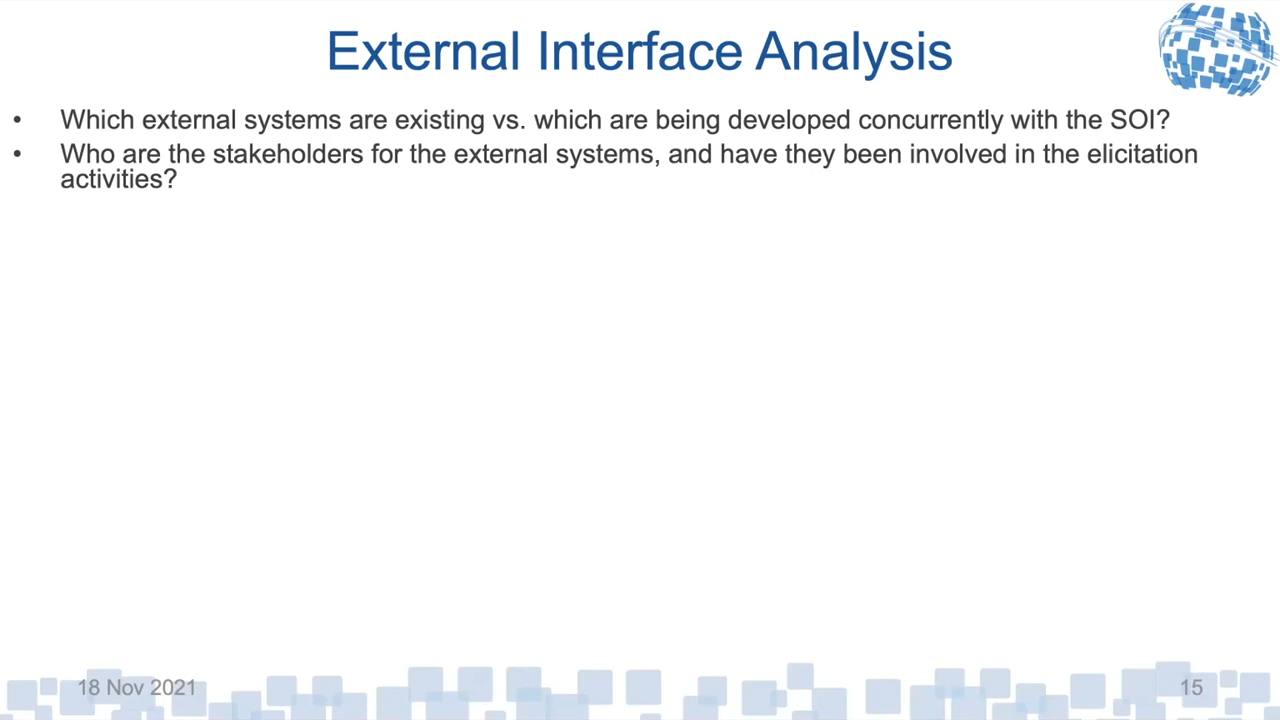 External Interface Analysis
• Which external systems are existing vs. which are being developed concurrently with the SOI?
• Who are the stakeholders for the external systems, and have they been involved in the elicitation
activities?
18 Nov 2021
15